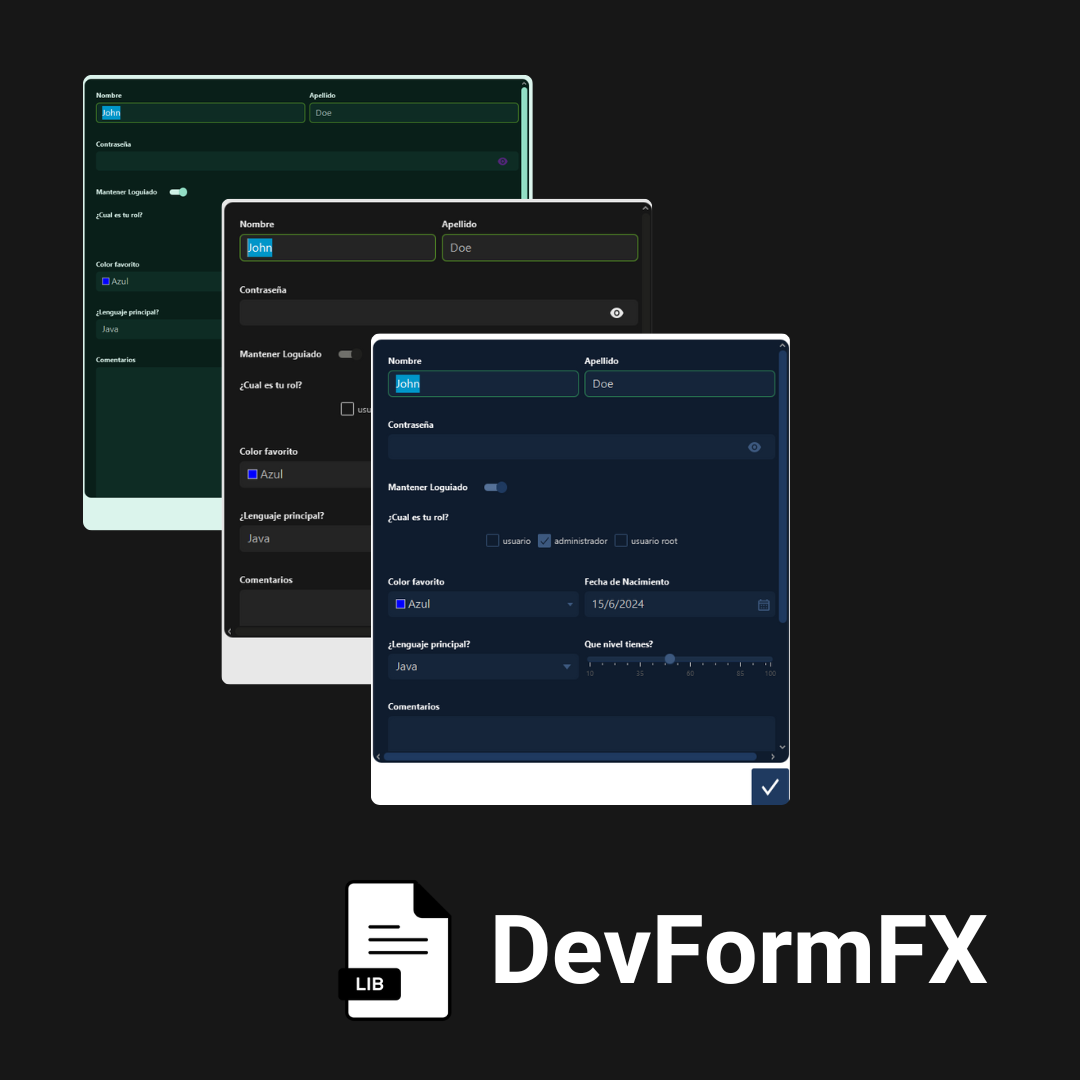 Nombre Apellido
John Doe
Contraseña
Mantener Loguiado
¿Cual es tu rol?
Color favorito
Azul
¿Lenguaje principal?
Java
Comentarios
Nombre Apellido
John Doe
Contraseña
Mantener Loguiado
¿Cual es tu rol?
usu
Color favorito
Azul
¿Lenguaje principal?
Java
Comentarios
Nombre Apellido
John Doe
Contraseña
Mantener Loguiado
¿Cual es tu rol?
usuario administrador usuario root
Color favorito Fecha de Nacimiento
Azul 15/6/2024
¿Lenguaje principal? Que nivel tienes?
Java
10 35 60 85 100
Comentarios
LIB
DevFormFX